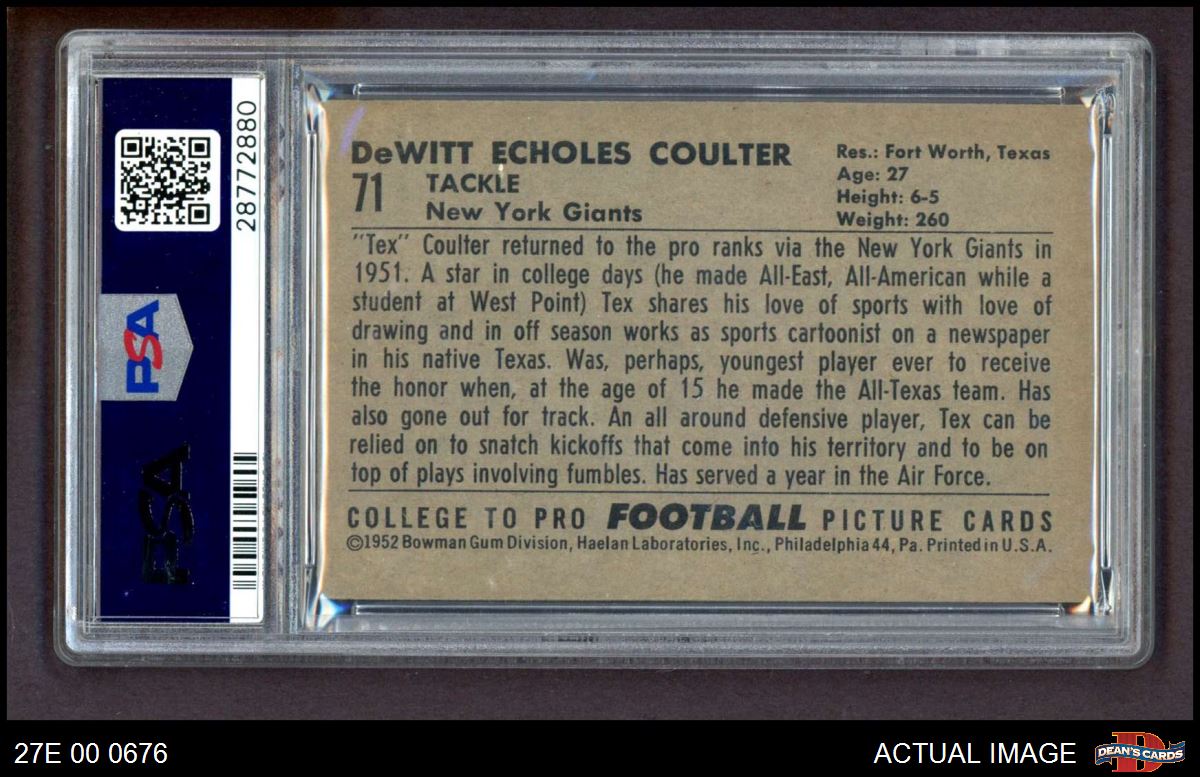 28772880
PSA
PSA
DeWITT ECHOLES COULTER
71 TACKLE
New York Giants
Res.: Fort Worth, Texas
Age: 27
Height: 6-5
Weight: 260
"Tex" Coulter returned to the pro ranks via the New York Giants in
1951. A star in college days (he made All-East, All-American while a
student at West Point) Tex shares his love of sports with love of
drawing and in off season works as sports cartoonist on a newspaper
in his native Texas. Was, perhaps, youngest player ever to receive
the honor when, at the age of 15 he made the All-Texas team. Has
also gone out for track. An all around defensive player, Tex can be
relied on to snatch kickoffs that come into his territory and to be on
top of plays involving fumbles. Has served a year in the Air Force.
COLLEGE TO PRO FOOTBALL PICTURE CARDS
©1952 Bowman Gum Division, Haelan Laboratories, Inc., Philadelphia 44, Pa. Printed in U.S.A.
27E 00 0676
ACTUAL IMAGE
D
DEAN'S CARDS